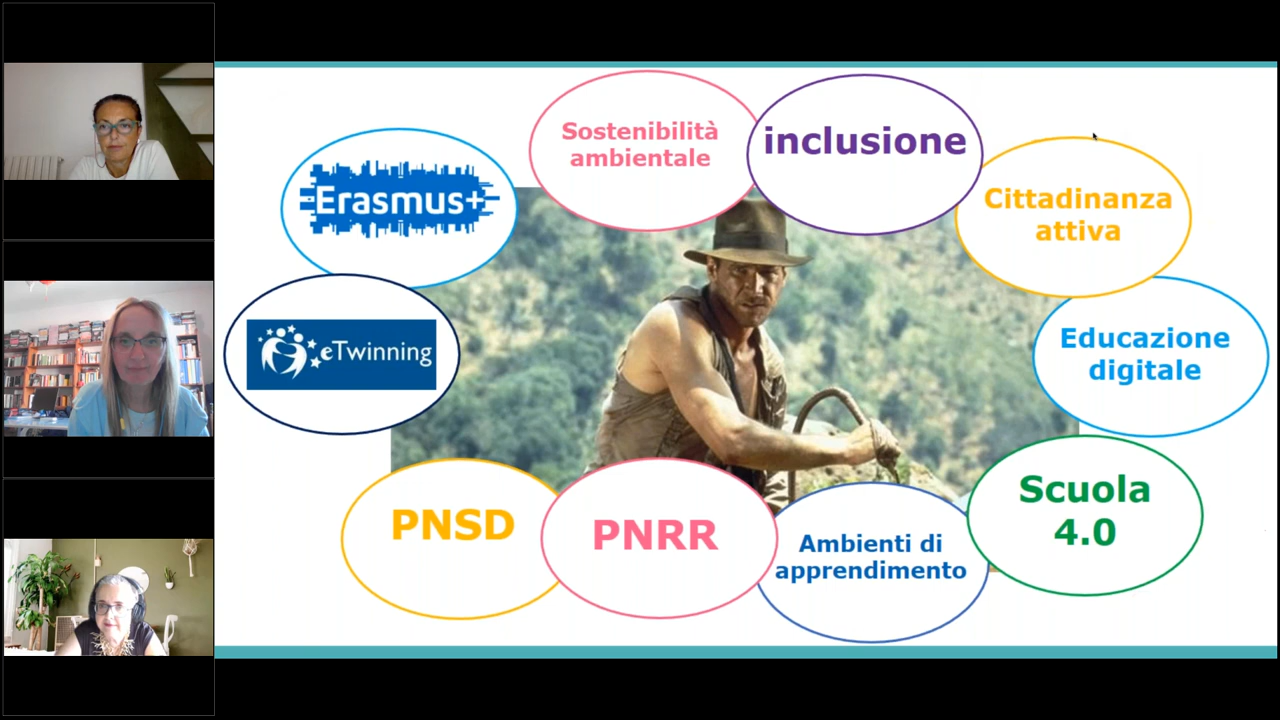 Sostenibilità
ambientale
inclusione
Erasmus+
Cittadinanza
attiva
eTwinning
Educazione
digitale
PNSD
PNRR
Ambienti di
apprendimento
Scuola
4.0